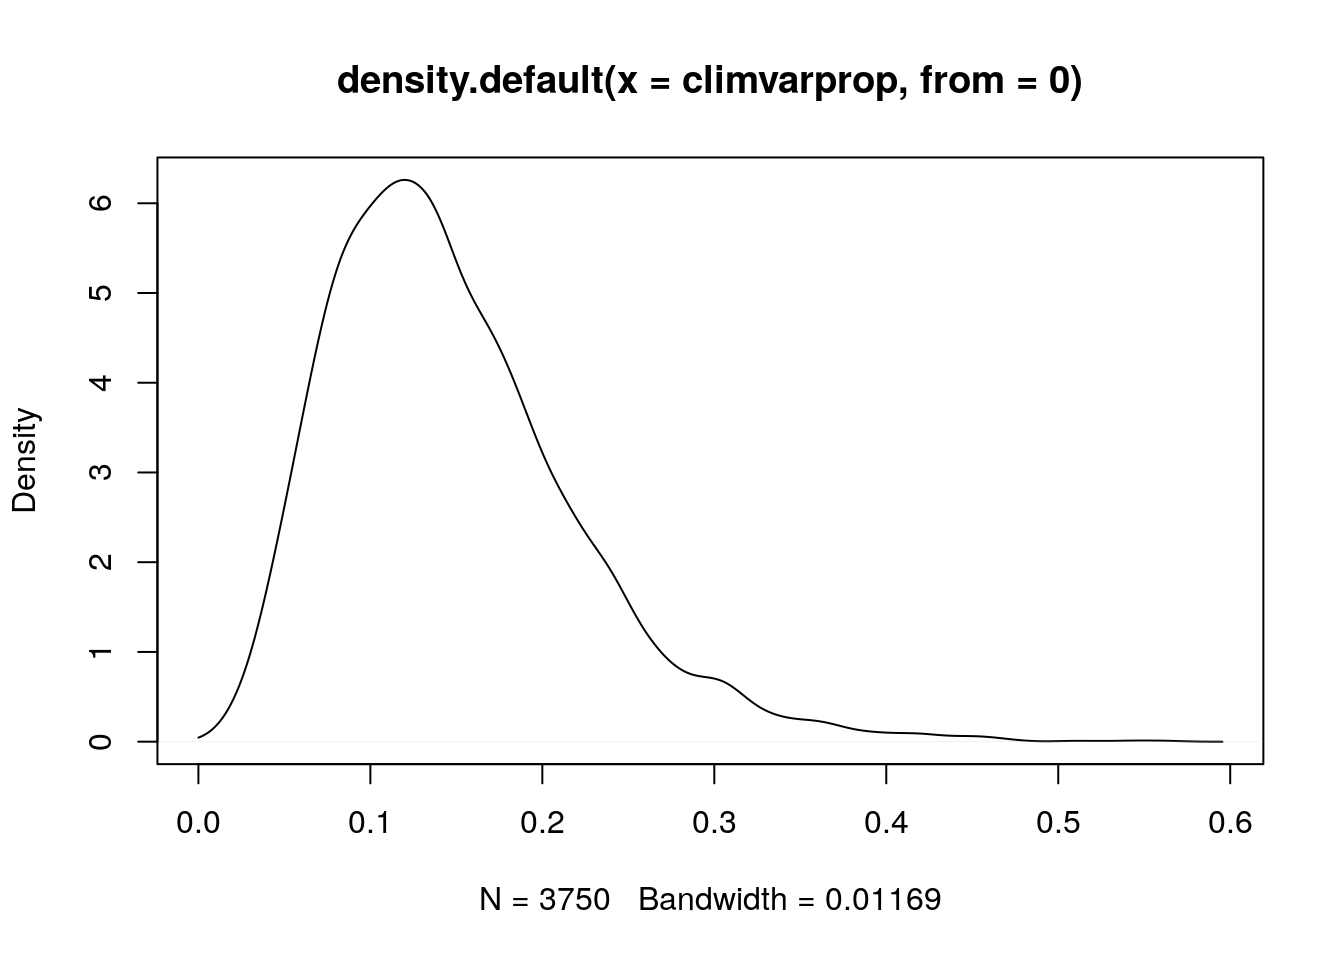 density.default(x = climvarprop, from = 0)
6
5
4
3
2
1
0
Density
0.0 0.1 0.2 0.3 0.4 0.5 0.6
N = 3750 Bandwidth = 0.01169